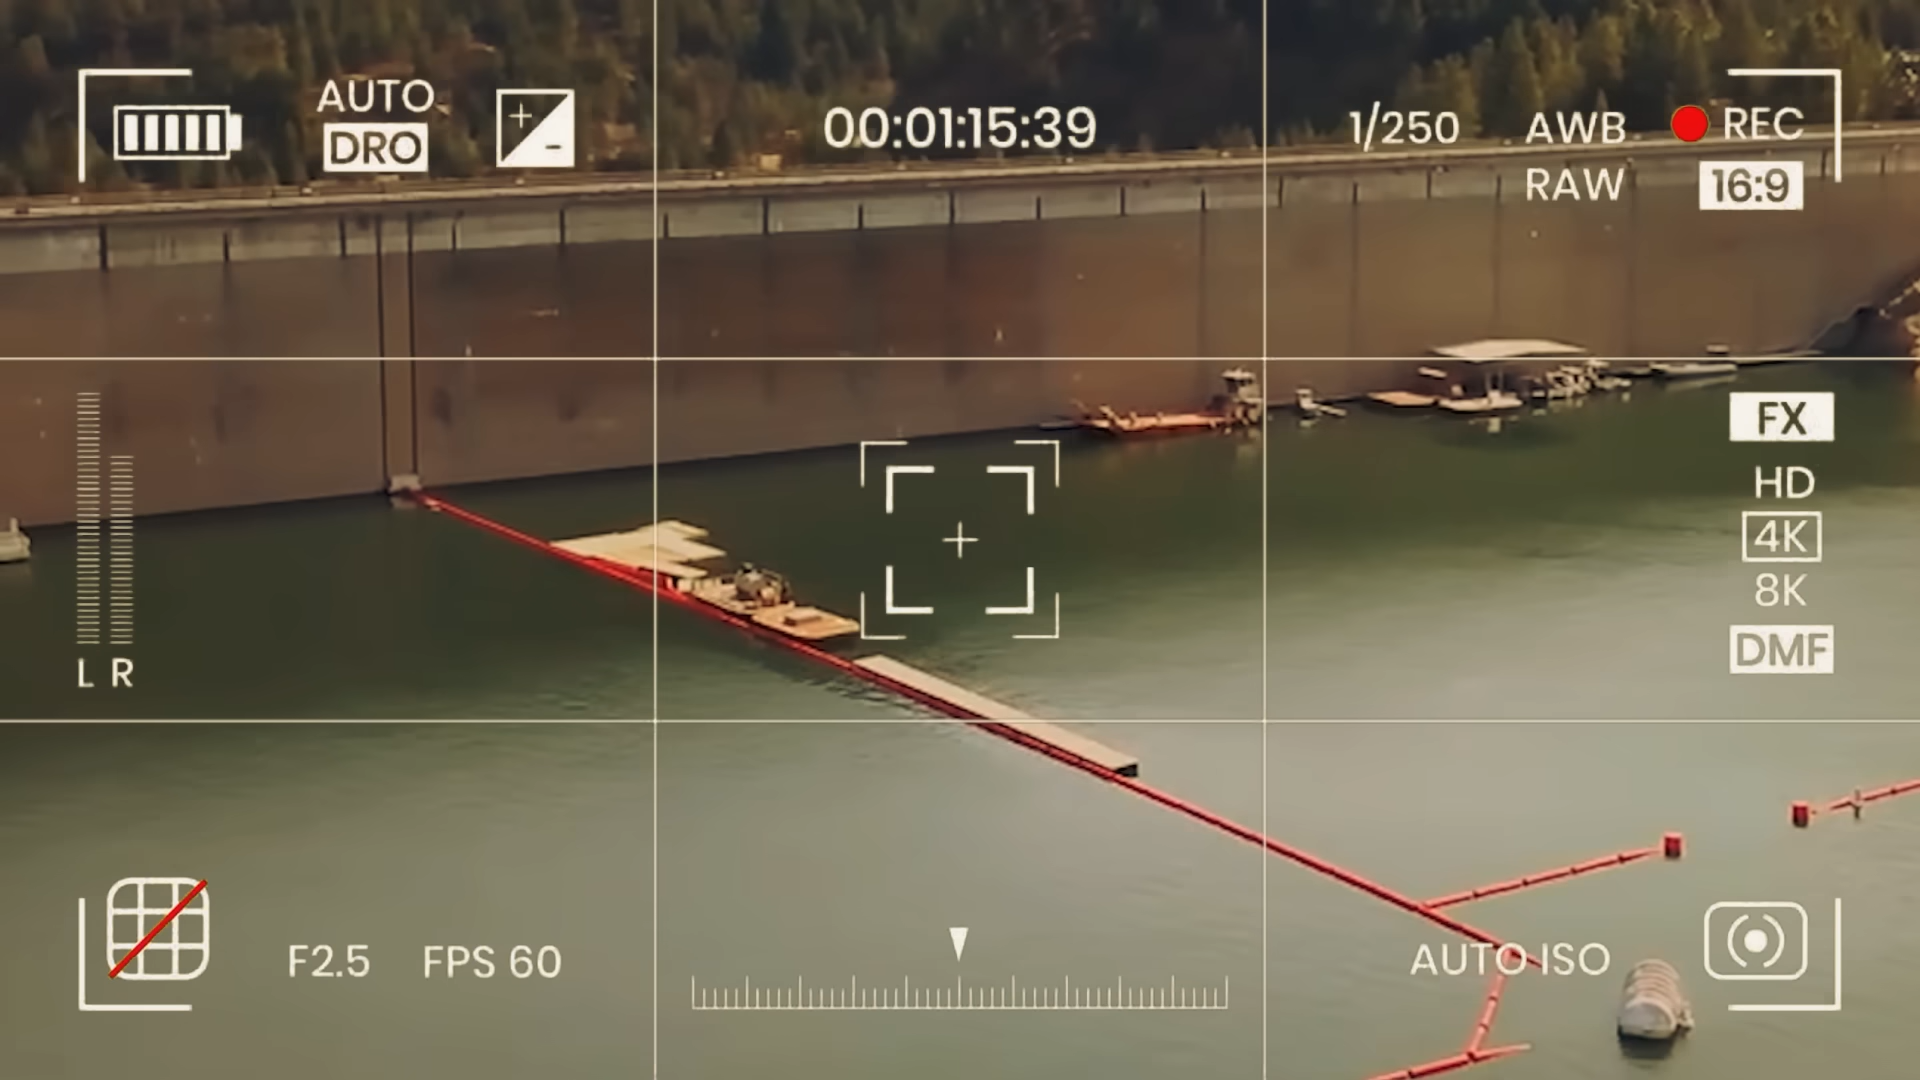 AUTO
DRO
00:01:15:39
1/250
AWB
REC
RAW
16:9
FX
HD
4K
8K
DMF
L R
F2.5
FPS 60
AUTO ISO